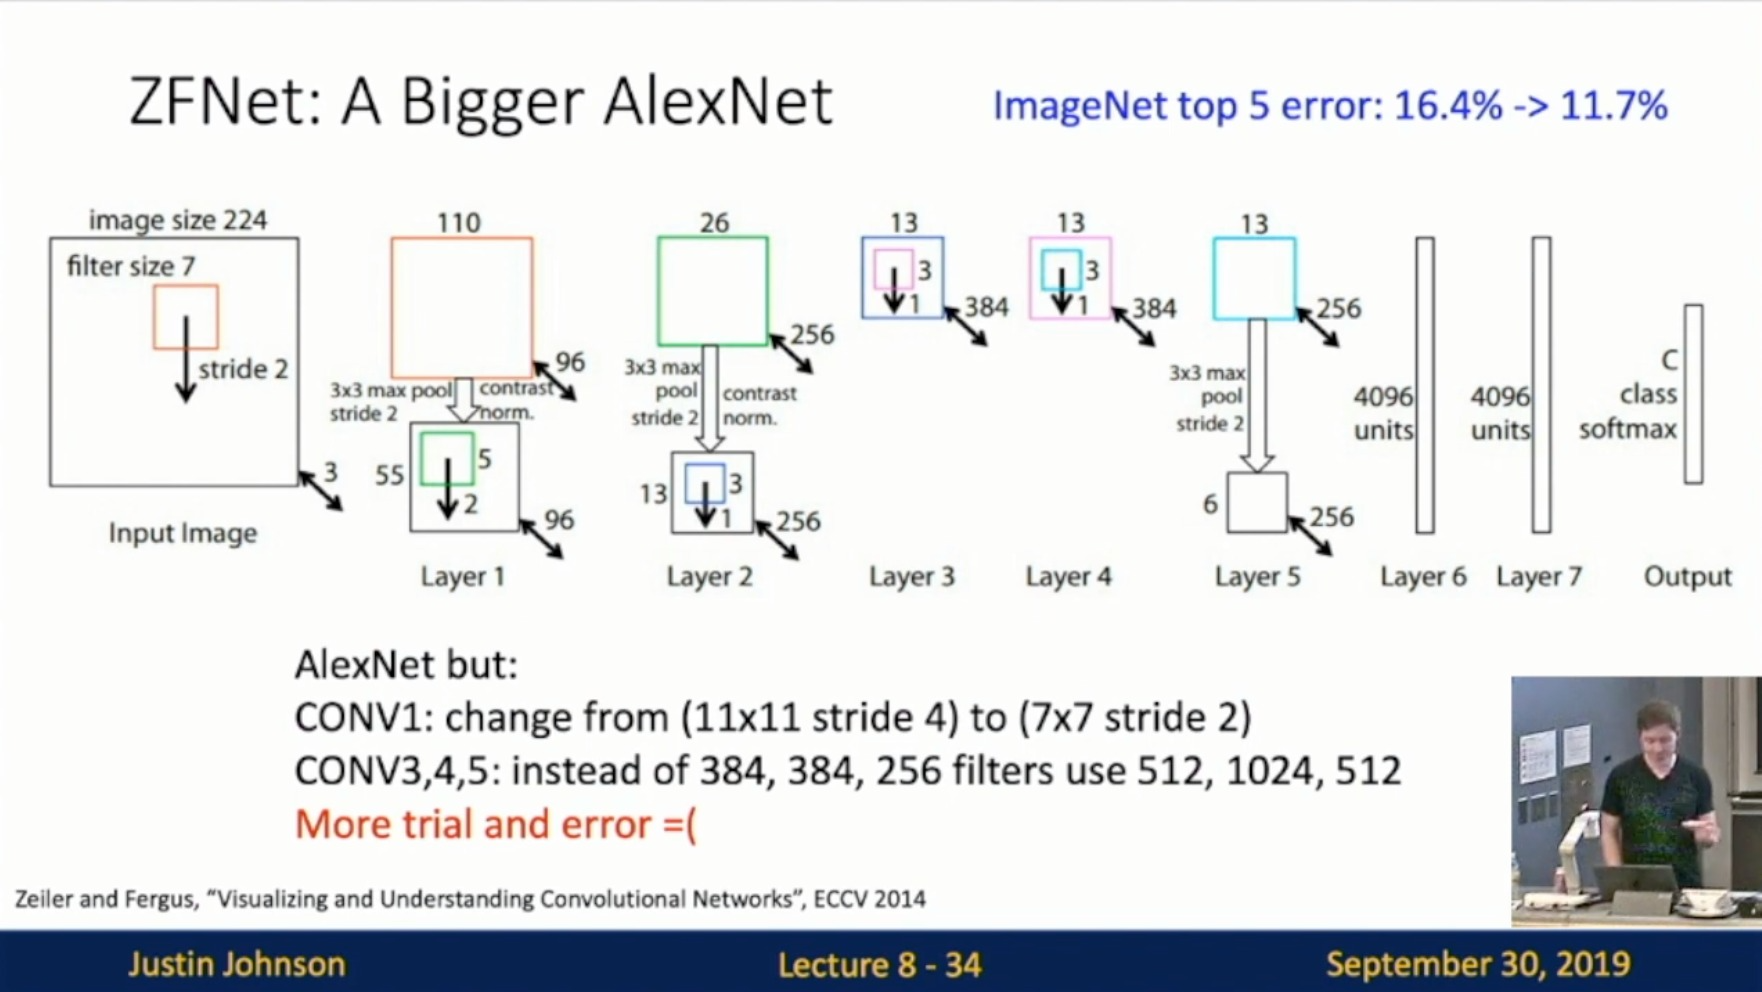 ZFNet: A Bigger AlexNet
ImageNet top 5 error: 16.4% -> 11.7%
image size 224
filter size 7
stride 2
3
Input Image
110
96
3x3 max pool
stride 2
contrast
norm.
55
5
2
96
Layer 1
26
256
3x3 max
pool
stride 2
contrast
norm.
13
3
1
256
Layer 2
13
3
1
384
Layer 3
13
3
1
384
Layer 4
13
256
3x3 max
pool
stride 2
6
256
Layer 5
4096
units
Layer 6
4096
units
Layer 7
C
class
softmax
Output
AlexNet but:
CONV1: change from (11x11 stride 4) to (7x7 stride 2)
CONV3,4,5: instead of 384, 384, 256 filters use 512, 1024, 512
More trial and error =(
Zeiler and Fergus, “Visualizing and Understanding Convolutional Networks”, ECCV 2014
Justin Johnson
Lecture 8 - 34
September 30, 2019